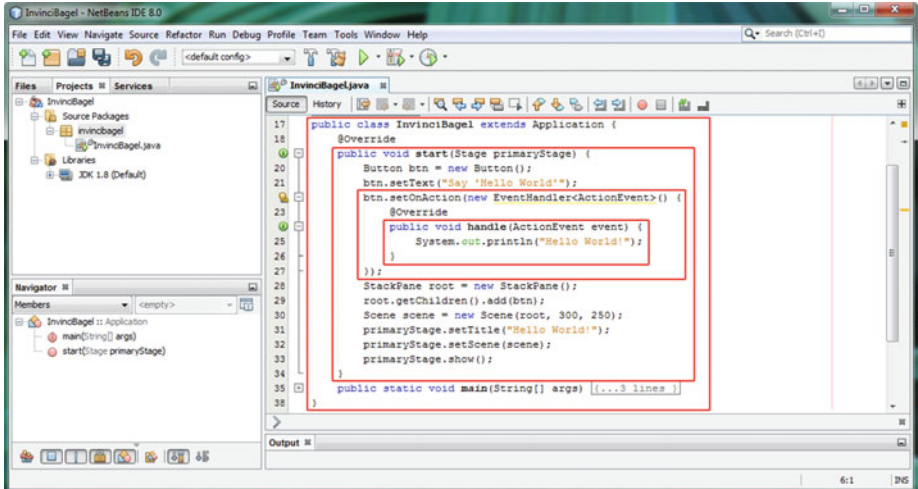 InvinciBagel - NetBeans IDE 8.0
File Edit View Navigate Source Refactor Run Debug Profile Team Tools Window Help
Search (Ctrl+I)
<default config>
Files Projects Services
InvinciBagel
Source Packages
invincibagel
InvinciBagel.java
Libraries
JDK 1.8 (Default)
Navigator
Members <empty>
InvinciBagel :: Application
main(String[] args)
start(Stage primaryStage)
InvinciBagel.java
Source History
17 public class InvinciBagel extends Application {
18 @Override
public void start(Stage primaryStage) {
20 Button btn = new Button();
21 btn.setText("Say 'Hello World'");
btn.setOnAction(new EventHandler<ActionEvent>() {
23 @Override
public void handle(ActionEvent event) {
25 System.out.println("Hello World!");
26 }
27 });
28 StackPane root = new StackPane();
29 root.getChildren().add(btn);
30 Scene scene = new Scene(root, 300, 250);
31 primaryStage.setTitle("Hello World!");
32 primaryStage.setScene(scene);
33 primaryStage.show();
34 }
35 public static void main(String[] args) {...3 lines }
38 }
Output
6:1 INS